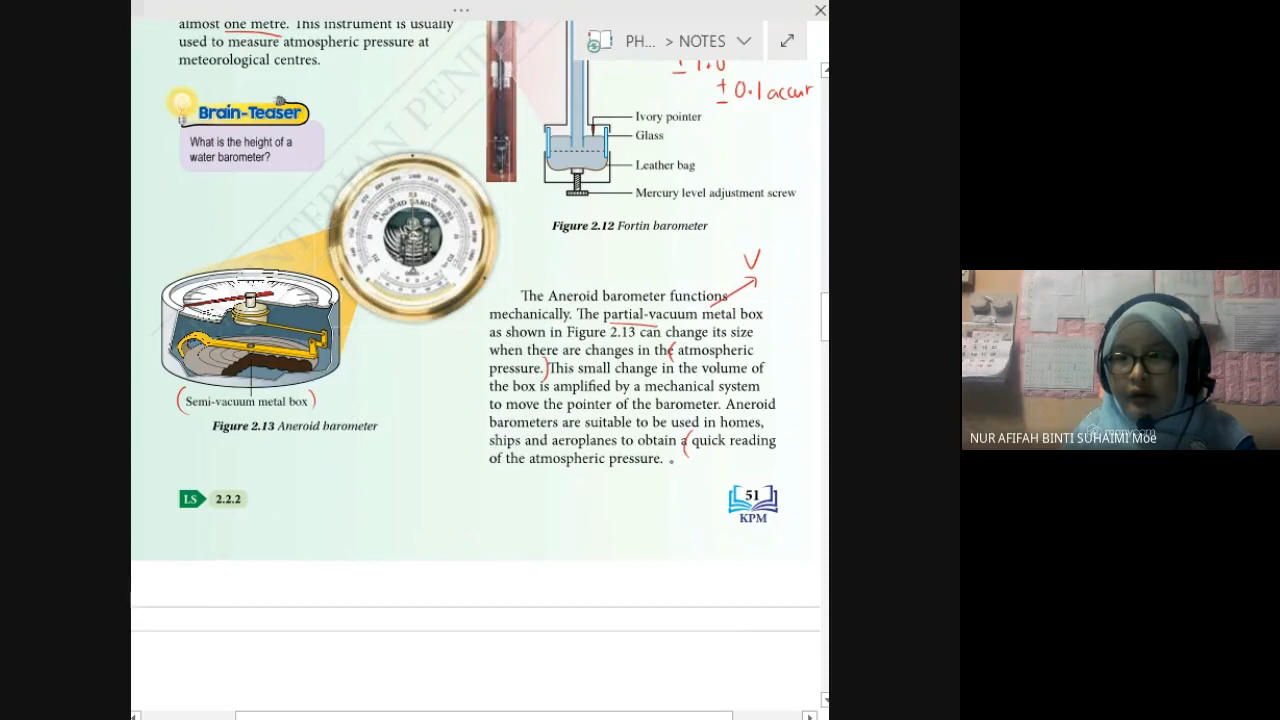 almost one metre. This instrument is usually
used to measure atmospheric pressure at
meteorological centres.
PH... > NOTES
± 1.0
± 0.1 accur
Brain-Teaser
What is the height of a
water barometer?
Ivory pointer
Glass
Leather bag
Mercury level adjustment screw
Figure 2.12 Fortin barometer
ANEROID BAROMETER
V
The Aneroid barometer functions
mechanically. The partial-vacuum metal box
as shown in Figure 2.13 can change its size
when there are changes in the (atmospheric
pressure.) This small change in the volume of
the box is amplified by a mechanical system
to move the pointer of the barometer. Aneroid
barometers are suitable to be used in homes,
ships and aeroplanes to obtain a (quick reading
of the atmospheric pressure.
(Semi-vacuum metal box)
Figure 2.13 Aneroid barometer
LS 2.2.2
51
KPM
NUR AFIFAH BINTI SUHAIMI Moe